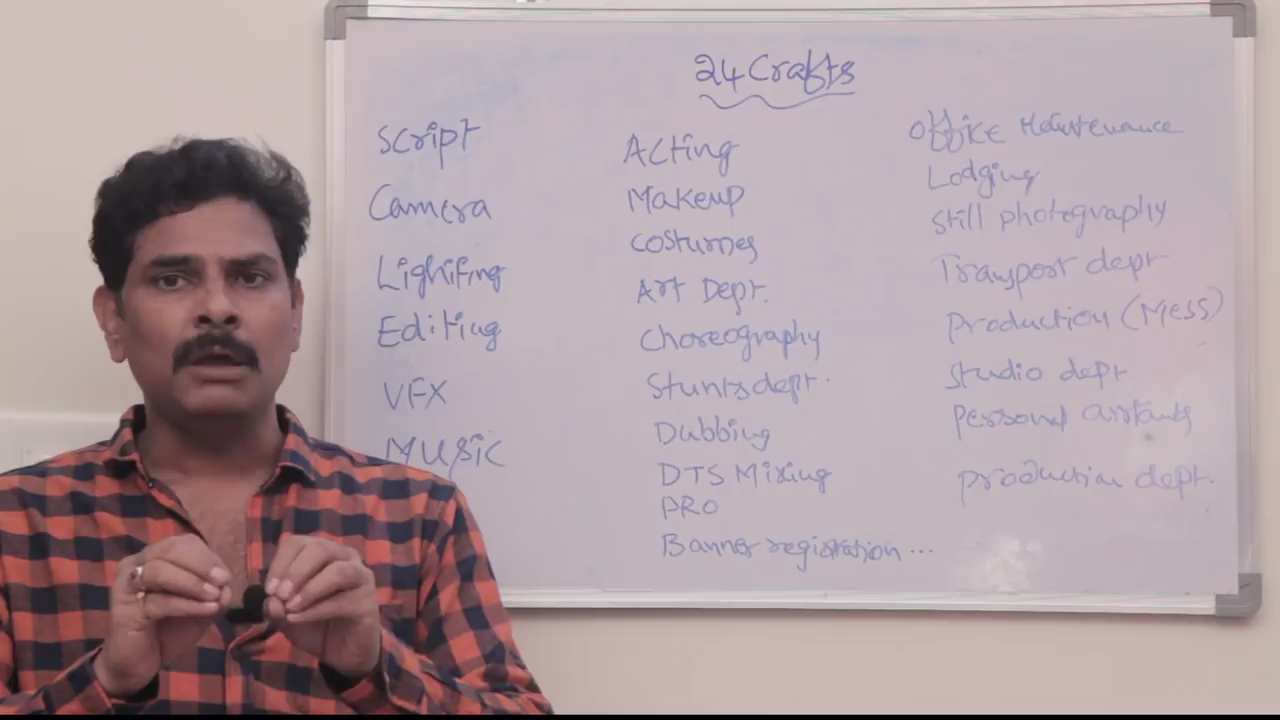 24 Crafts
Script
Camera
Lighting
Editing
VFX
Music
Acting
Makeup
costumes
Art Dept.
Choreography
Stunts dept.
Dubbing
DTS Mixing
PRO
Banner registration ...
Office Maintenance
Lodging
still photography
Transport dept
production (Mess)
studio dept
personal
production dept.